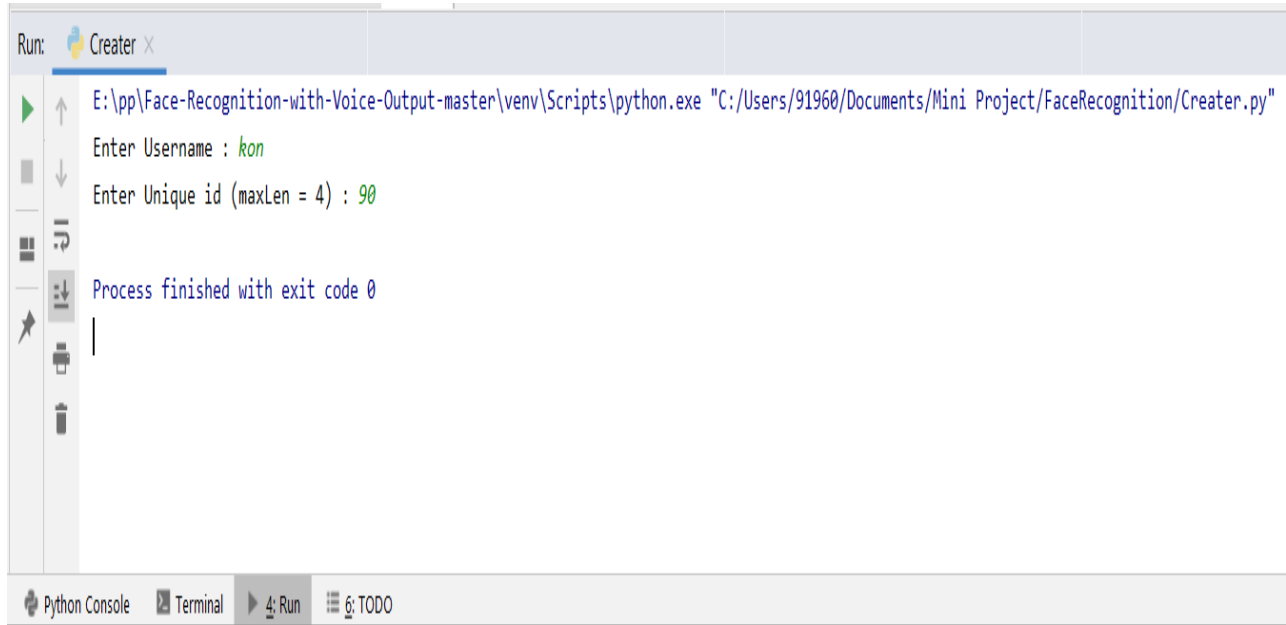 Run: Creater
E:\pp\Face-Recognition-with-Voice-Output-master\venv\Scripts\python.exe "C:/Users/91960/Documents/Mini Project/FaceRecognition/Creater.py"
Enter Username : kon
Enter Unique id (maxLen = 4) : 90
Process finished with exit code 0
Python Console Terminal 4: Run 6: TODO